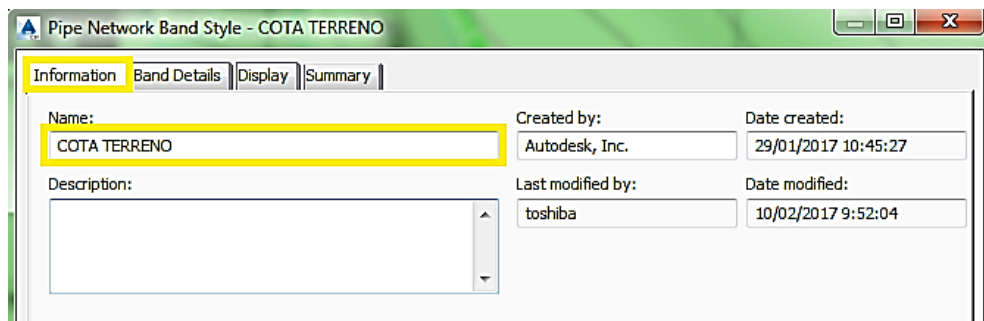 Pipe Network Band Style - COTA TERRENO
Information Band Details Display Summary
Name: Created by: Date created:
COTA TERRENO Autodesk, Inc. 29/01/2017 10:45:27
Description: Last modified by: Date modified:
toshiba 10/02/2017 9:52:04